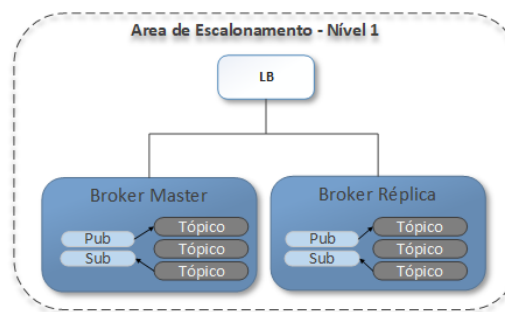 Area de Escalonamento - Nível 1
LB
Broker Master
Pub
Sub
Tópico
Tópico
Tópico
Broker Réplica
Pub
Sub
Tópico
Tópico
Tópico